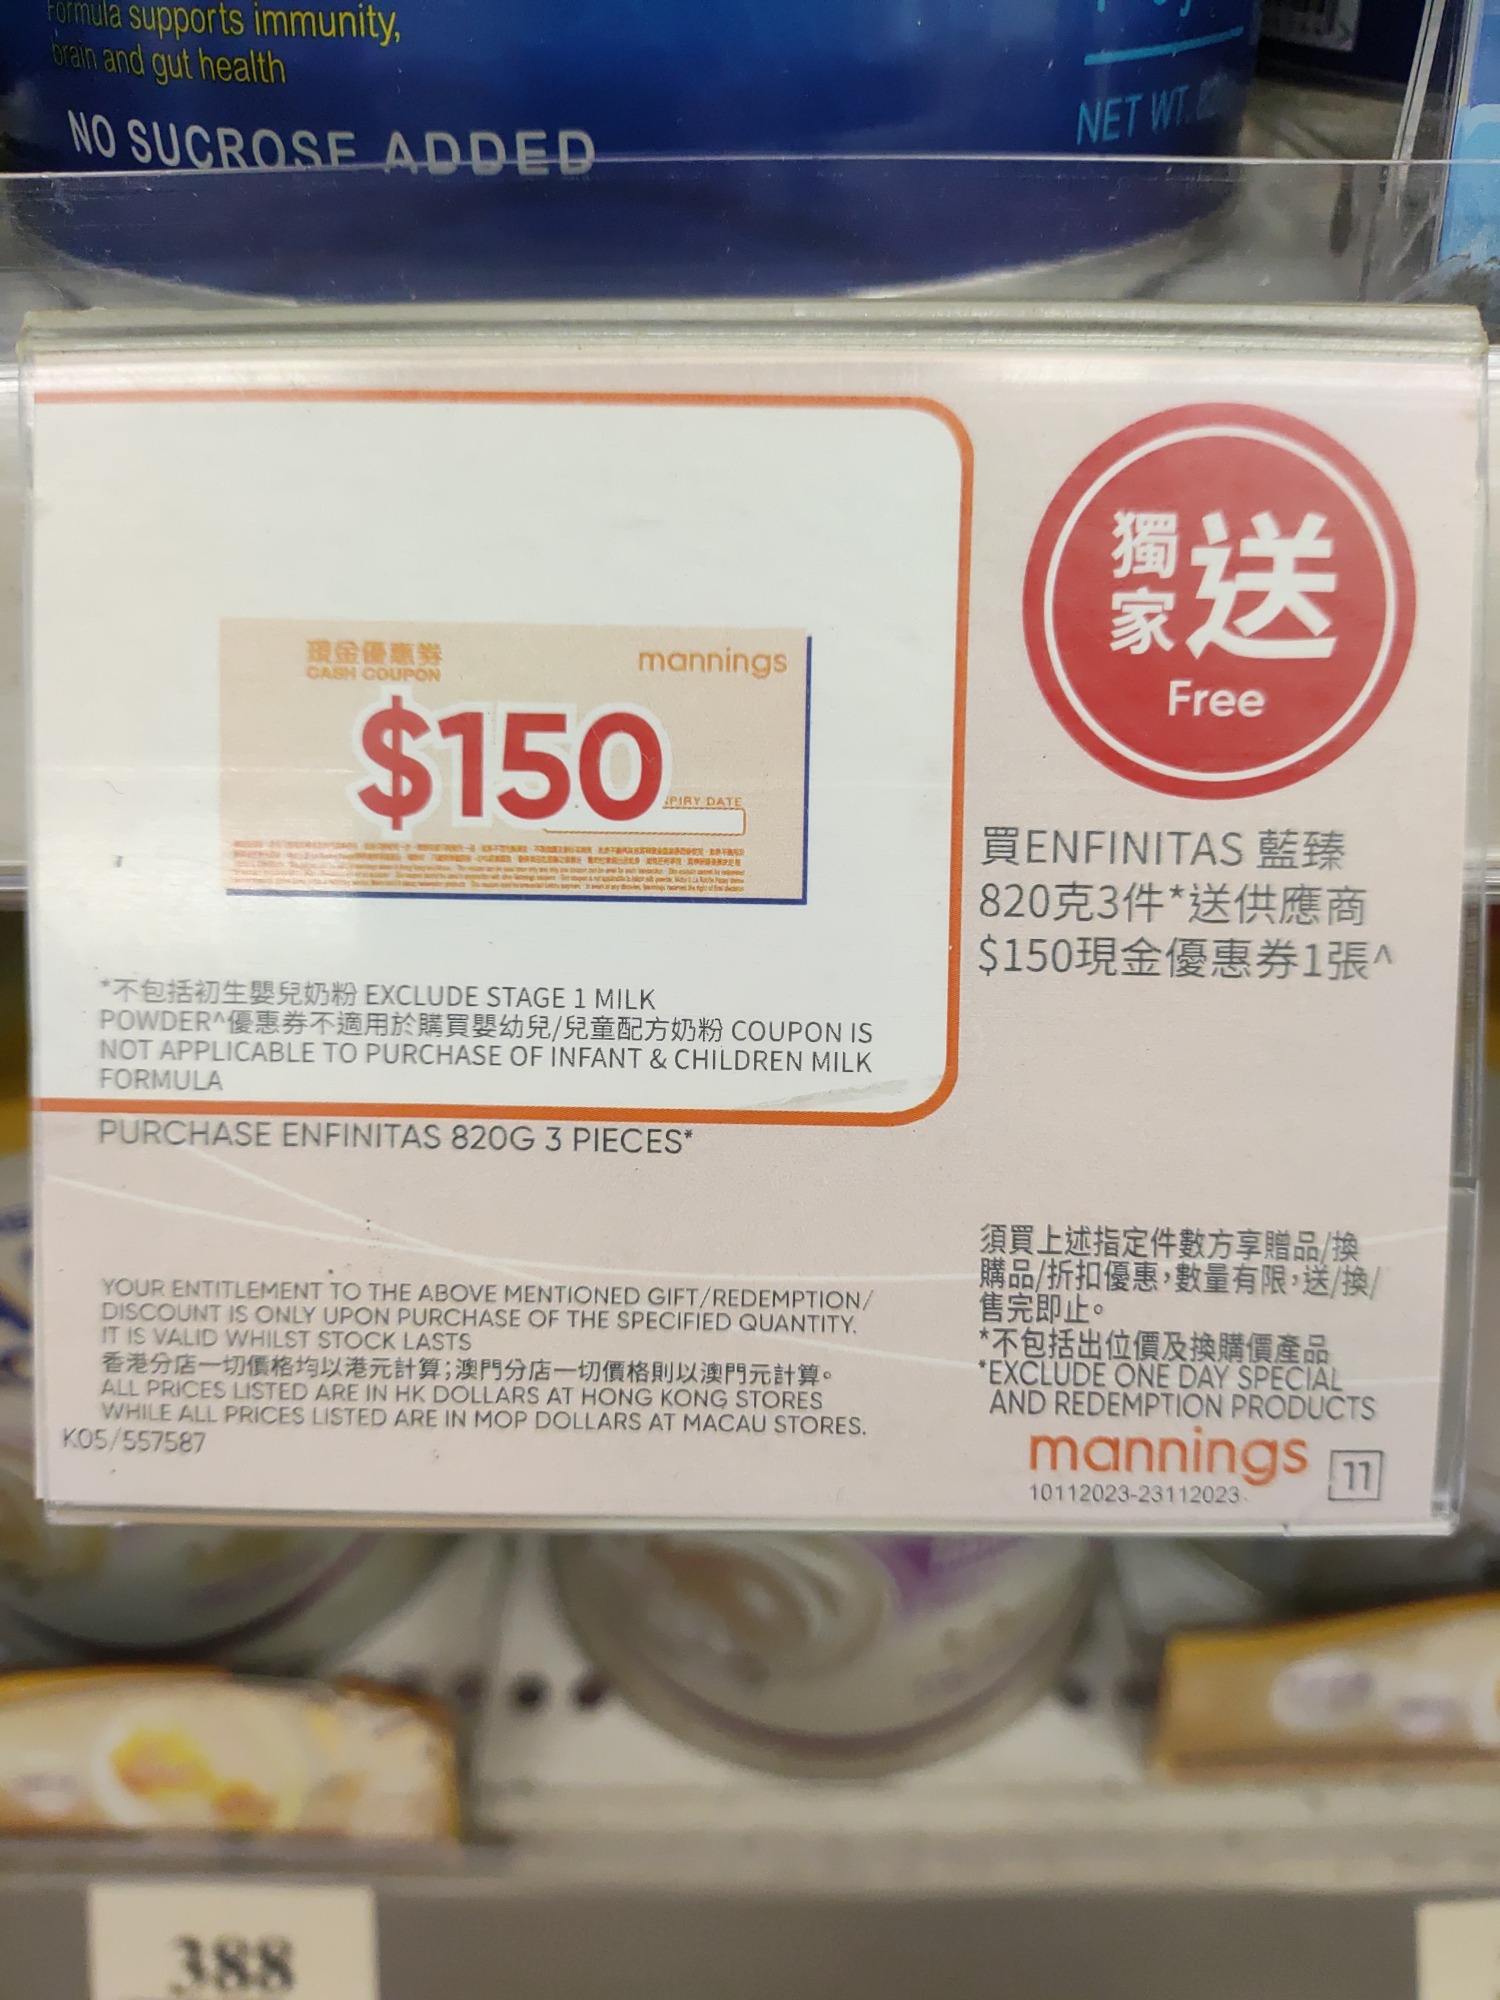 Formula supports immunity,
brain and gut health
NO SUCROSE ADDED
NET WT.
現金優惠券
CASH COUPON
mannings
$150
PIRY DATE
獨家
送
Free
買ENFINITAS 藍臻
820克3件*送供應商
$150現金優惠券1張^
*不包括初生嬰兒奶粉 EXCLUDE STAGE 1 MILK
POWDER^優惠券不適用於購買嬰幼兒/兒童配方奶粉 COUPON IS
NOT APPLICABLE TO PURCHASE OF INFANT & CHILDREN MILK
FORMULA
PURCHASE ENFINITAS 820G 3 PIECES*
YOUR ENTITLEMENT TO THE ABOVE MENTIONED GIFT/REDEMPTION/
DISCOUNT IS ONLY UPON PURCHASE OF THE SPECIFIED QUANTITY.
IT IS VALID WHILST STOCK LASTS
香港分店一切價格均以港元計算;澳門分店一切價格則以澳門元計算。
ALL PRICES LISTED ARE IN HK DOLLARS AT HONG KONG STORES
WHILE ALL PRICES LISTED ARE IN MOP DOLLARS AT MACAU STORES.
K05/557587
須買上述指定件數方享贈品/換
購品/折扣優惠，數量有限，送/換/
售完即止。
*不包括出位價及換購價產品
*EXCLUDE ONE DAY SPECIAL
AND REDEMPTION PRODUCTS
mannings
11
10112023-23112023
388